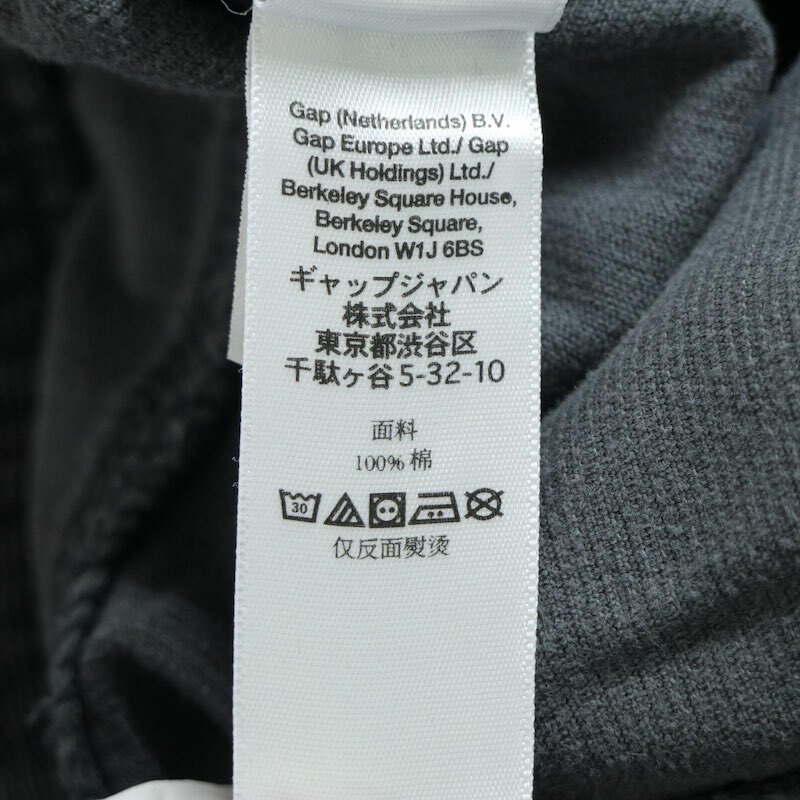 Gap (Netherlands) B.V.
Gap Europe Ltd./ Gap
(UK Holdings) Ltd./
Berkeley Square House,
Berkeley Square,
London W1J 6BS
ギャップジャパン
株式会社
東京都渋谷区
千駄ヶ谷 5-32-10
面料
100% 棉
30
仅反面熨烫